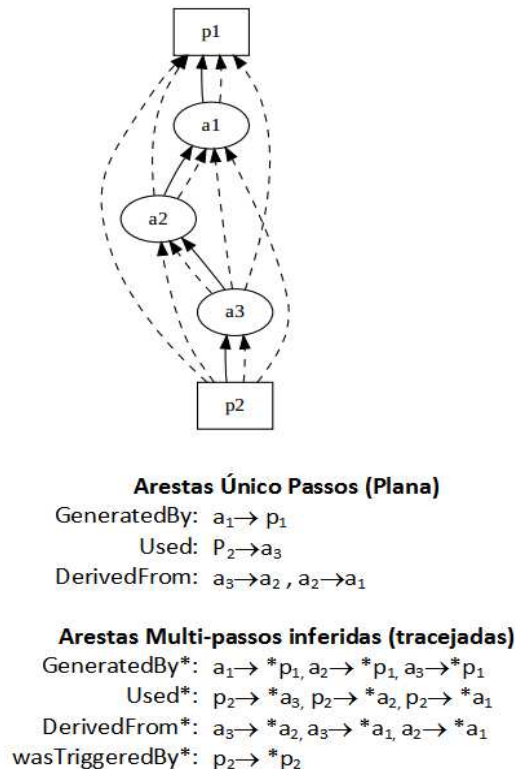 p1
a1
a2
a3
p2
Arestas Único Passos (Plana)
GeneratedBy: a₁→ p₁
Used: P₂→a₃
DerivedFrom: a₃→a₂ , a₂→a₁
Arestas Multi-passos inferidas (tracejadas)
GeneratedBy*: a₁→ *p₁, a₂→ *p₁, a₃→*p₁
Used*: p₂→ *a₃, p₂→ *a₂, p₂→ *a₁
DerivedFrom*: a₃→ *a₂, a₃→ *a₁, a₂→ *a₁
wasTriggeredBy*: p₂→ *p₂